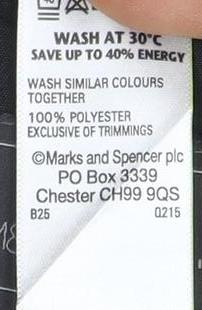 WASH AT 30°C
SAVE UP TO 40% ENERGY
WASH SIMILAR COLOURS
TOGETHER
100% POLYESTER
EXCLUSIVE OF TRIMMINGS
©Marks and Spencer plc
PO Box 3339
Chester CH99 9QS
B25 0215